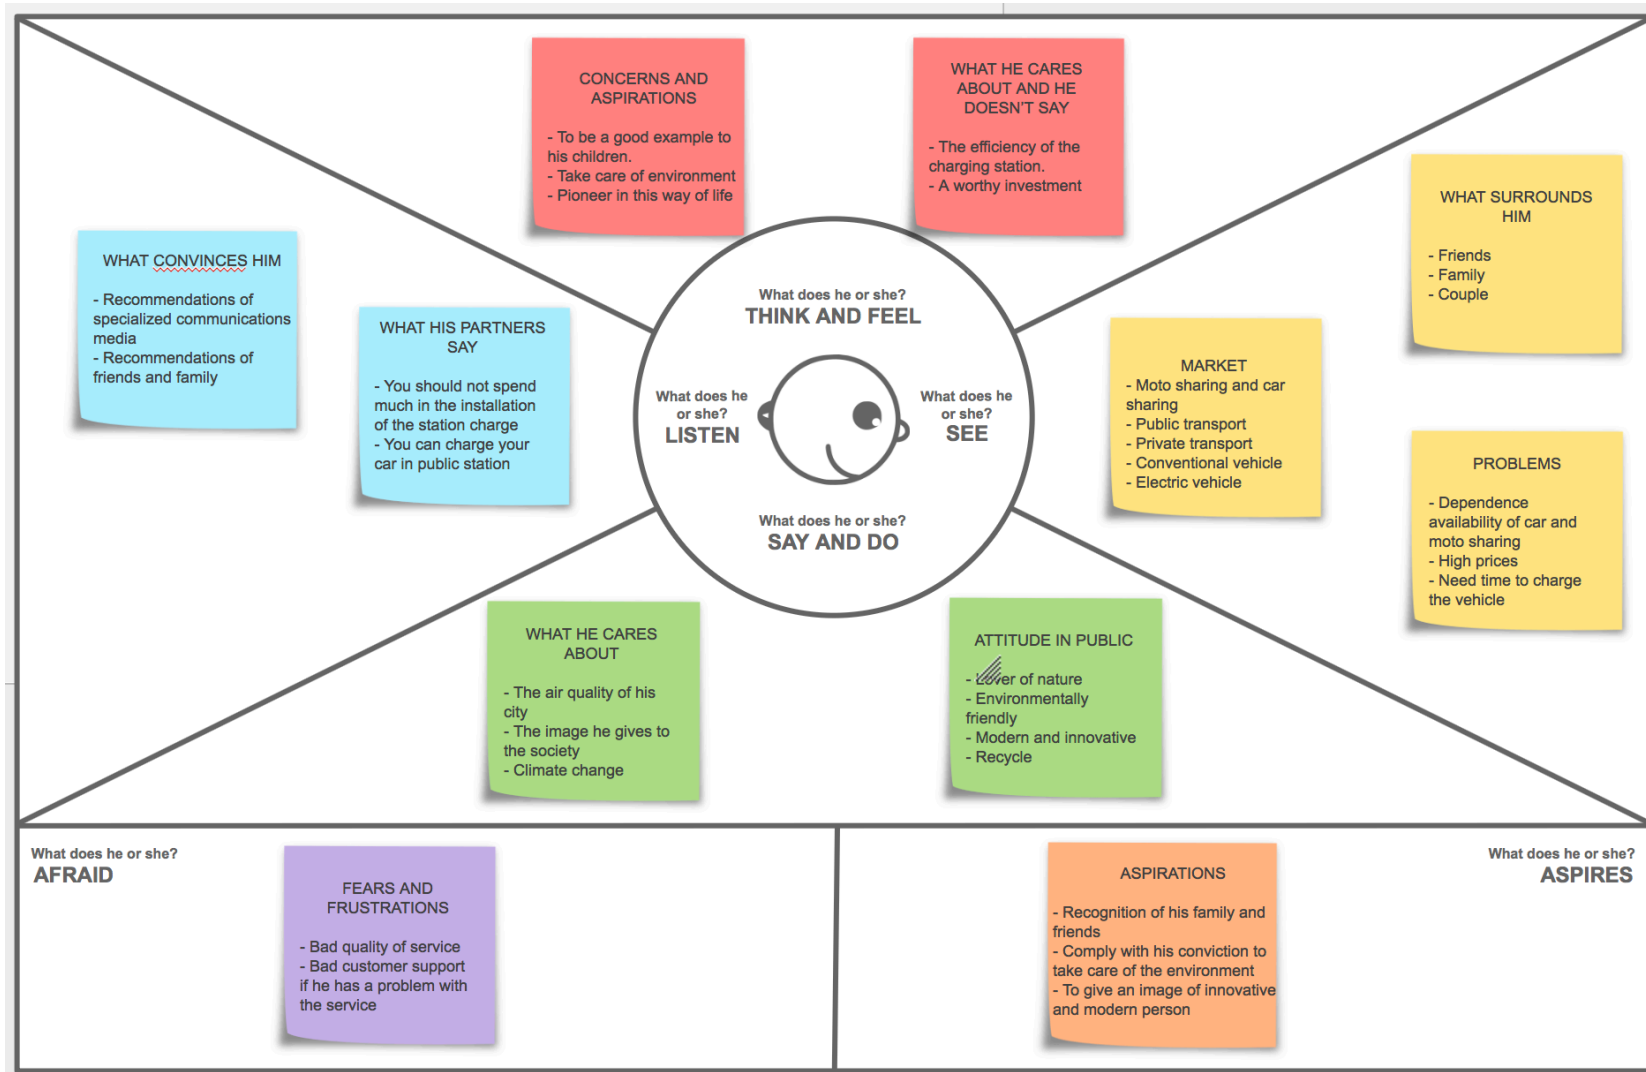 CONCERNS AND
ASPIRATIONS
- To be a good example to
his children.
- Take care of environment
- Pioneer in this way of life
WHAT HE CARES
ABOUT AND HE
DOESN'T SAY
- The efficiency of the
charging station.
- A worthy investment
WHAT CONVINCES HIM
- Recommendations of
specialized communications
media
- Recommendations of
friends and family
WHAT HIS PARTNERS
SAY
- You should not spend
much in the installation
of the station charge
- You can charge your
car in public station
What does he or she?
THINK AND FEEL
What does he
or she?
LISTEN
What does he
or she?
SEE
What does he or she?
SAY AND DO
MARKET
- Moto sharing and car
sharing
- Public transport
- Private transport
- Conventional vehicle
- Electric vehicle
WHAT SURROUNDS
HIM
- Friends
- Family
- Couple
PROBLEMS
- Dependence
availability of car and
moto sharing
- High prices
- Need time to charge
the vehicle
WHAT HE CARES
ABOUT
- The air quality of his
city
- The image he gives to
the society
- Climate change
ATTITUDE IN PUBLIC
- Lover of nature
- Environmentally
friendly
- Modern and innovative
- Recycle
What does he or she?
AFRAID
FEARS AND
FRUSTRATIONS
- Bad quality of service
- Bad customer support
if he has a problem with
the service
ASPIRATIONS
- Recognition of his family and
friends
- Comply with his conviction to
take care of the environment
- To give an image of innovative
and modern person
What does he or she?
ASPIRES